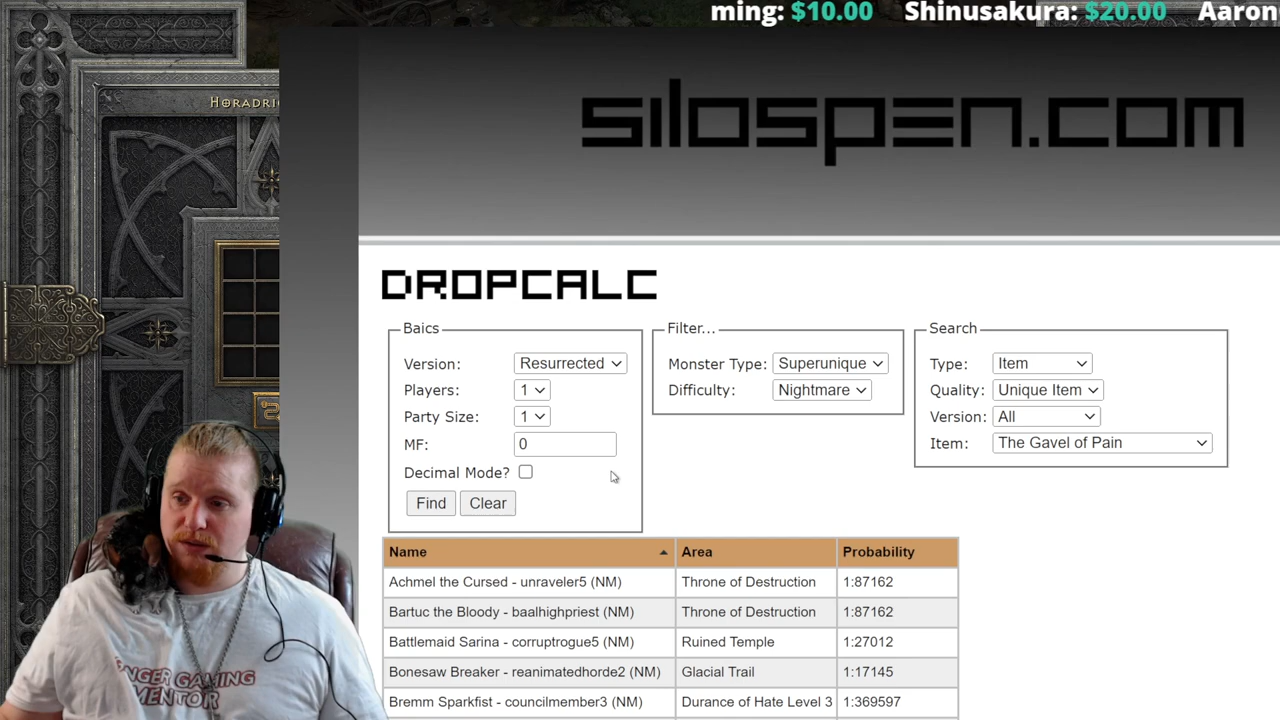 ming: $10.00 Shinusakura: $20.00 Aaron
HORADRI
silospen.com
DROPCALC
Baics
Version: Resurrected
Players: 1
Party Size: 1
MF: 0
Decimal Mode?
Find Clear
Filter...
Monster Type: Superunique
Difficulty: Nightmare
Search
Type: Item
Quality: Unique Item
Version: All
Item: The Gavel of Pain
Name Area Probability
Achmel the Cursed - unraveler5 (NM) Throne of Destruction 1:87162
Bartuc the Bloody - baalhighpriest (NM) Throne of Destruction 1:87162
Battlemaid Sarina - corruptrogue5 (NM) Ruined Temple 1:27012
Bonesaw Breaker - reanimatedhorde2 (NM) Glacial Trail 1:17145
Bremm Sparkfist - councilmember3 (NM) Durance of Hate Level 3 1:369597
NGER GAMING
MENTOR